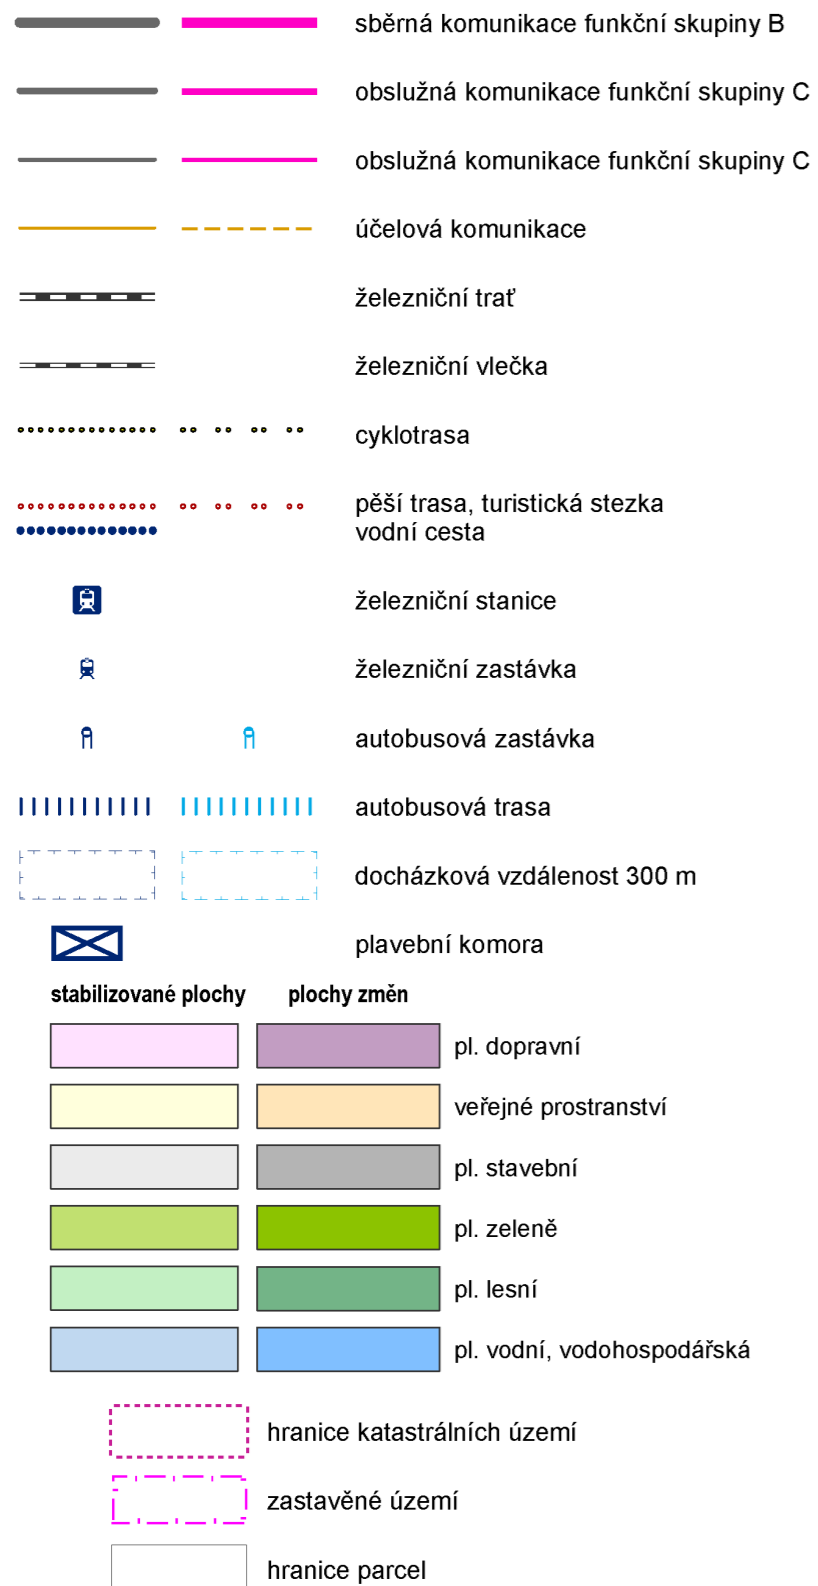 sběrná komunikace funkční skupiny B
obslužná komunikace funkční skupiny C
obslužná komunikace funkční skupiny C
účelová komunikace
železniční trať
železniční vlečka
cyklotrasa
pěší trasa, turistická stezka
vodní cesta
železniční stanice
železniční zastávka
autobusová zastávka
autobusová trasa
docházková vzdálenost 300 m
plavební komora
stabilizované plochy plochy změn
pl. dopravní
veřejné prostranství
pl. stavební
pl. zeleně
pl. lesní
pl. vodní, vodohospodářská
hranice katastrálních území
zastavěné území
hranice parcel